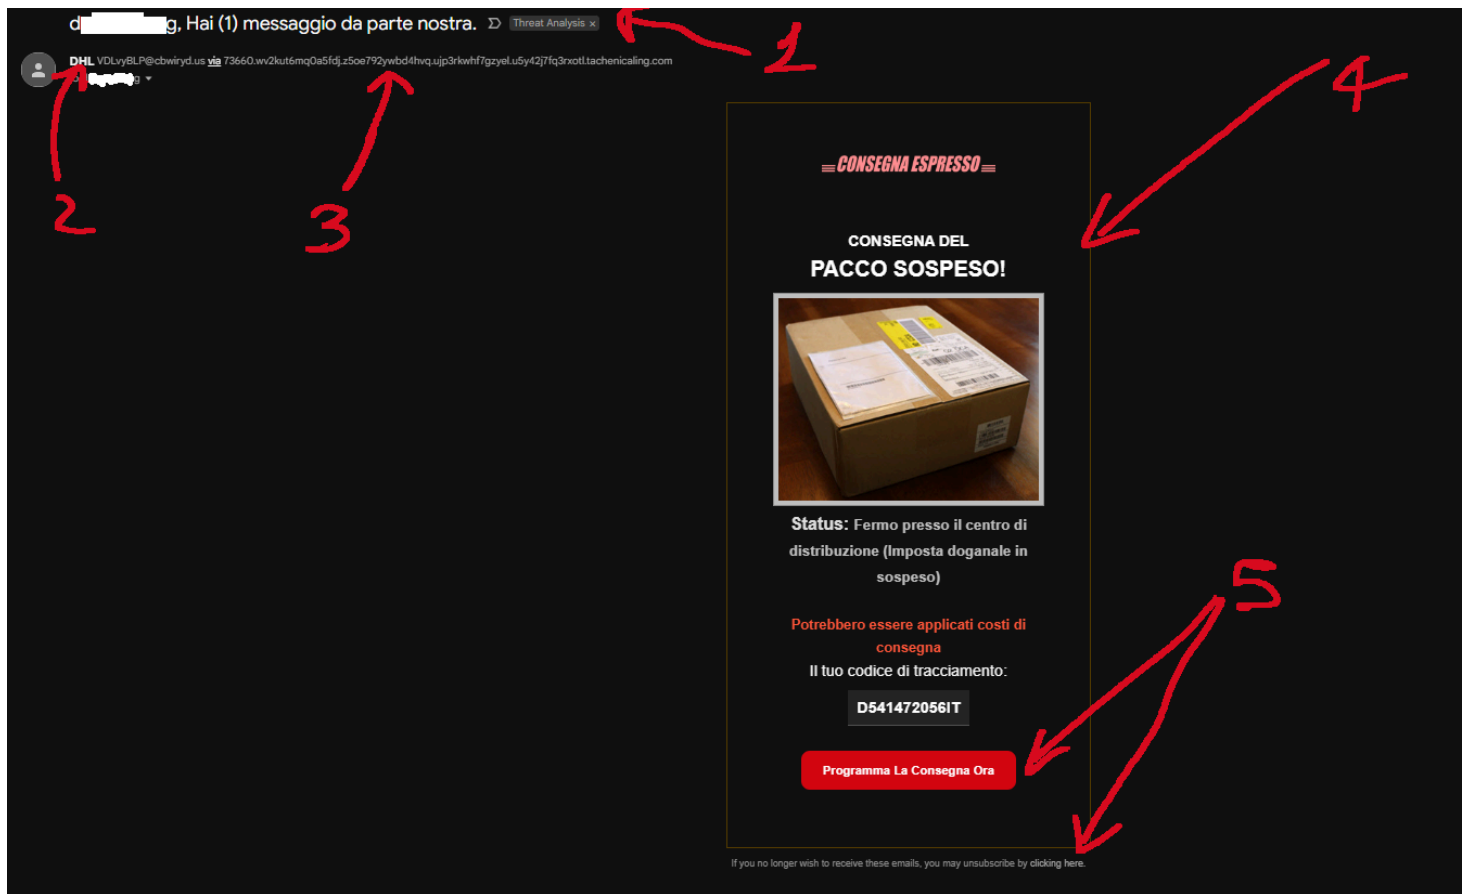 d g, Hai (1) messaggio da parte nostra. Threat Analysis ×
1
DHL VDLvyBLP@cbwiryd.us via 73660.wv2kut6mq0a5fdj.z5oe792ywbd4hvq.ujp3rkwhf7gzyel.u5y42j7fq3rxotl.tachenicaling.com
4
2
3
CONSEGNA ESPRESSO
CONSEGNA DEL
PACCO SOSPESO!
Status: Fermo presso il centro di
distribuzione (Imposta doganale in
sospeso)
5
Potrebbero essere applicati costi di
consegna
Il tuo codice di tracciamento:
D541472056IT
Programma La Consegna Ora
If you no longer wish to receive these emails, you may unsubscribe by clicking here.